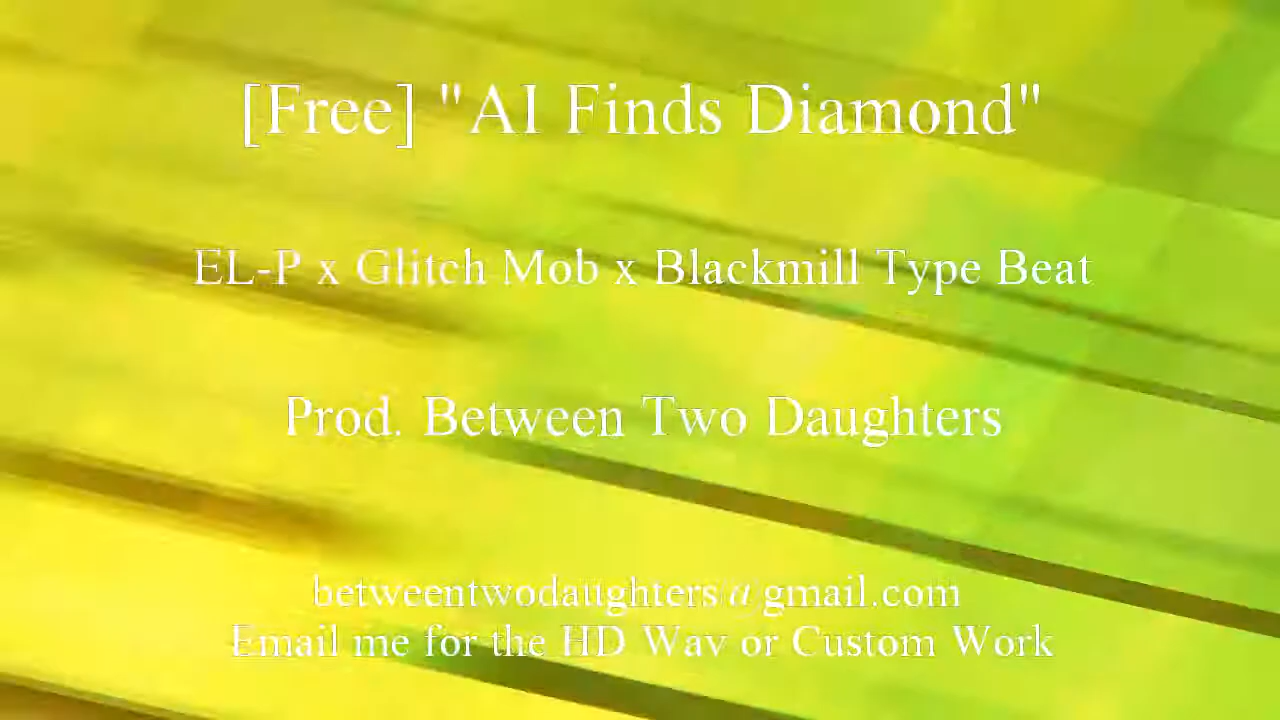 [Free] "AI Finds Diamond"
EL-P x Glitch Mob x Blackmill Type Beat
Prod. Between Two Daughters
betweentwodaughters@gmail.com
Email me for the HD Wav or Custom Work